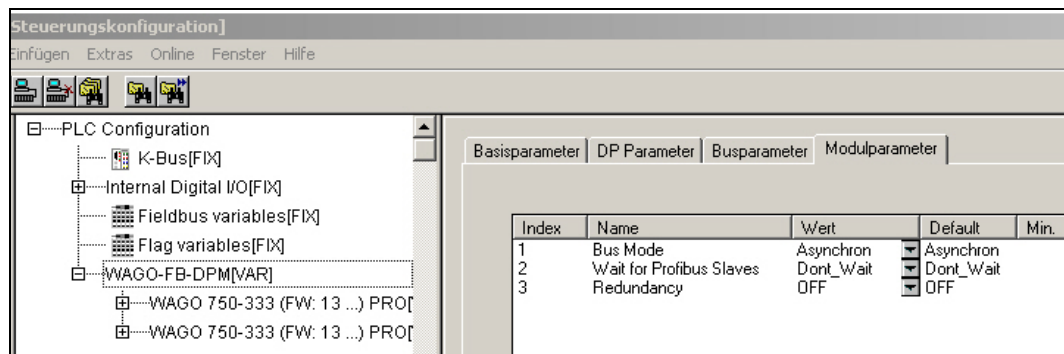 Steuerungskonfiguration]
Einfügen Extras Online Fenster Hilfe
PLC Configuration
K-Bus[FIX]
Internal Digital I/O[FIX]
Fieldbus variables[FIX]
Flag variables[FIX]
WAGO-FB-DPM[VAR]
WAGO 750-333 (FW: 13 ...) PRO[
WAGO 750-333 (FW: 13 ...) PRO[
Basisparameter DP Parameter Busparameter Modulparameter
Index Name Wert Default Min.
1 Bus Mode Asynchron Asynchron
2 Wait for Profibus Slaves Dont_Wait Dont_Wait
3 Redundancy OFF OFF